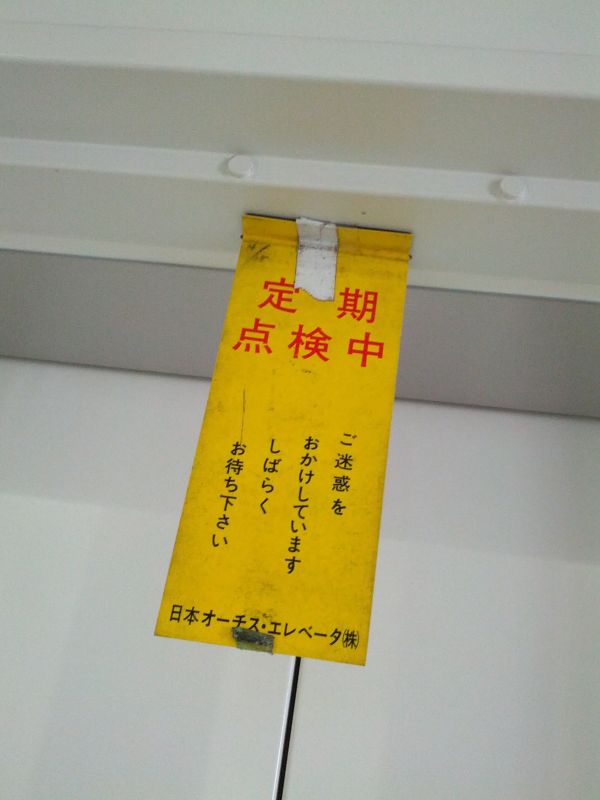 定期
点検中
ご迷惑を
おかけしています
しばらく
お待ち下さい
日本オーチス・エレベータ㈱